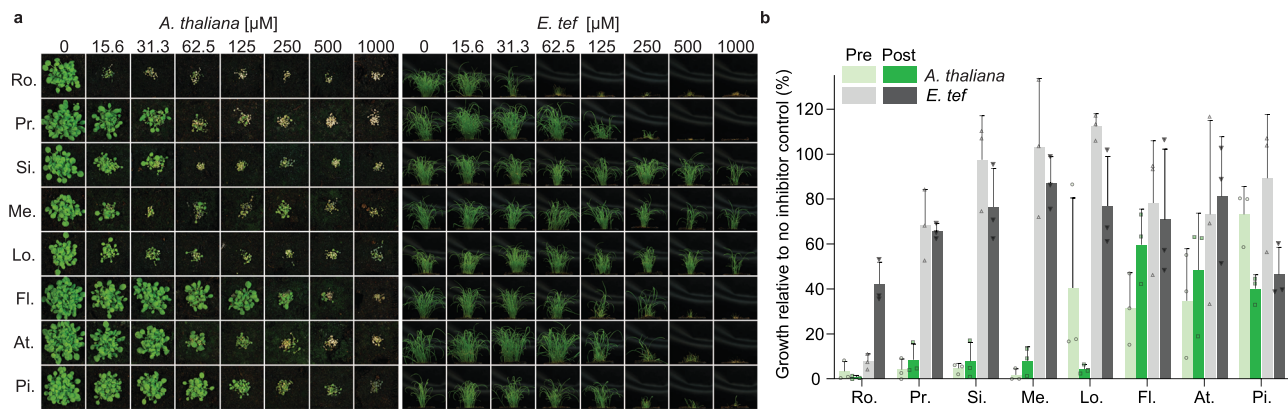 a
A. thaliana [µM]
E. tef [µM]
0 15.6 31.3 62.5 125 250 500 1000
0 15.6 31.3 62.5 125 250 500 1000
Ro.
Pr.
Si.
Me.
Lo.
Fl.
At.
Pi.
b
Pre Post
A. thaliana
E. tef
Growth relative to no inhibitor control (%)
120
100
80
60
40
20
0
Ro. Pr. Si. Me. Lo. Fl. At. Pi.